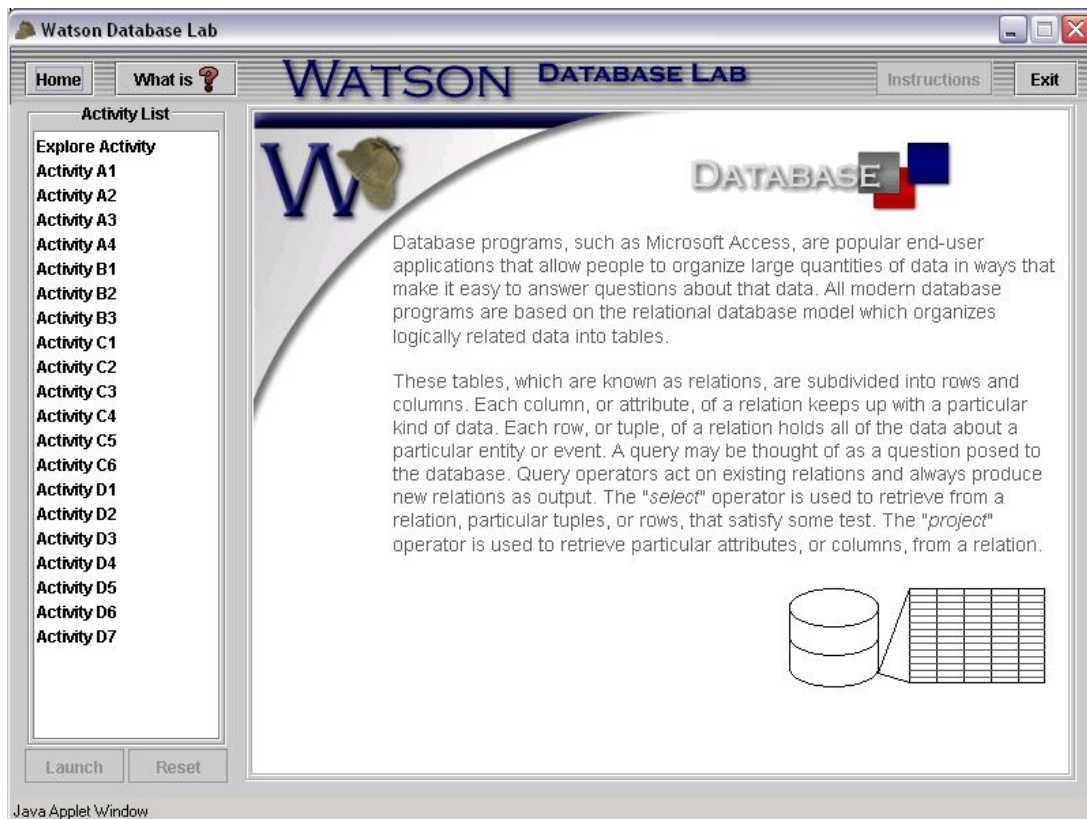 Watson Database Lab
Home
What is ?
WATSON DATABASE LAB
Instructions
Exit
Activity List
Explore Activity
Activity A1
Activity A2
Activity A3
Activity A4
Activity B1
Activity B2
Activity B3
Activity C1
Activity C2
Activity C3
Activity C4
Activity C5
Activity C6
Activity D1
Activity D2
Activity D3
Activity D4
Activity D5
Activity D6
Activity D7
Launch
Reset
W
DATABASE
Database programs, such as Microsoft Access, are popular end-user
applications that allow people to organize large quantities of data in ways that
make it easy to answer questions about that data. All modern database
programs are based on the relational database model which organizes
logically related data into tables.
These tables, which are known as relations, are subdivided into rows and
columns. Each column, or attribute, of a relation keeps up with a particular
kind of data. Each row, or tuple, of a relation holds all of the data about a
particular entity or event. A query may be thought of as a question posed to
the database. Query operators act on existing relations and always produce
new relations as output. The "select" operator is used to retrieve from a
relation, particular tuples, or rows, that satisfy some test. The "project"
operator is used to retrieve particular attributes, or columns, from a relation.
Java Applet Window